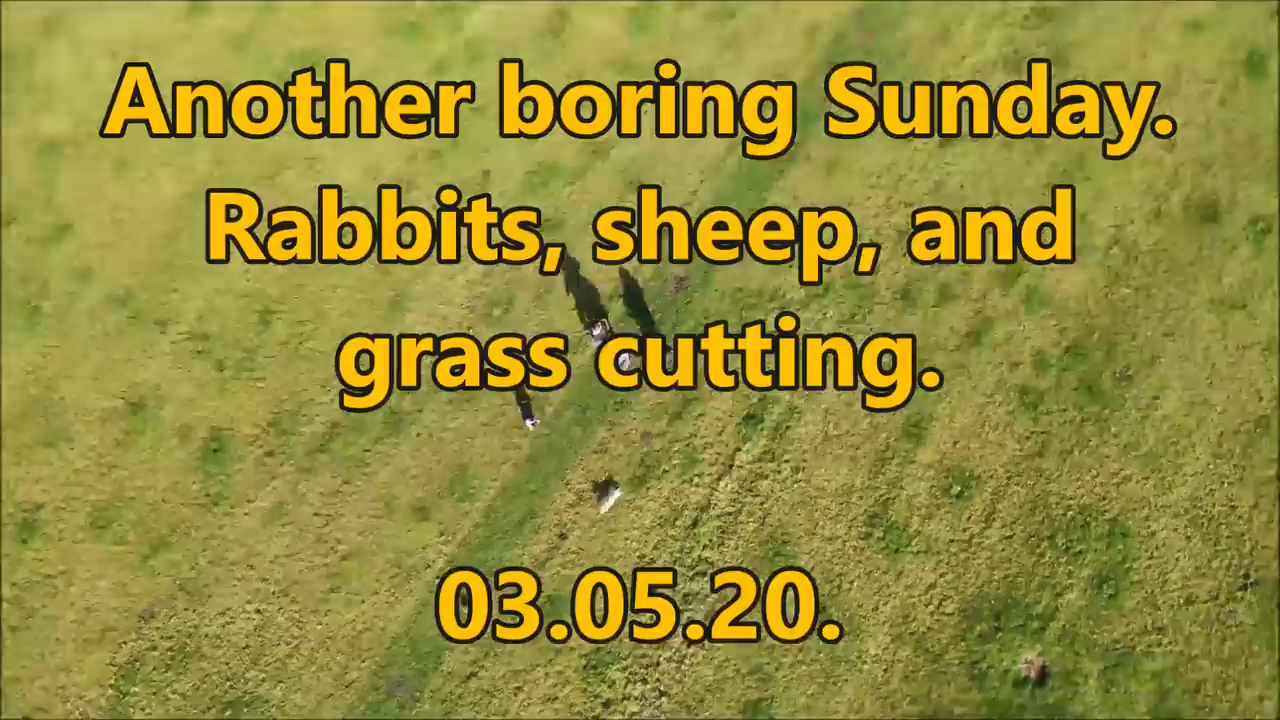 Another boring Sunday.
Rabbits, sheep, and
grass cutting.
03.05.20.